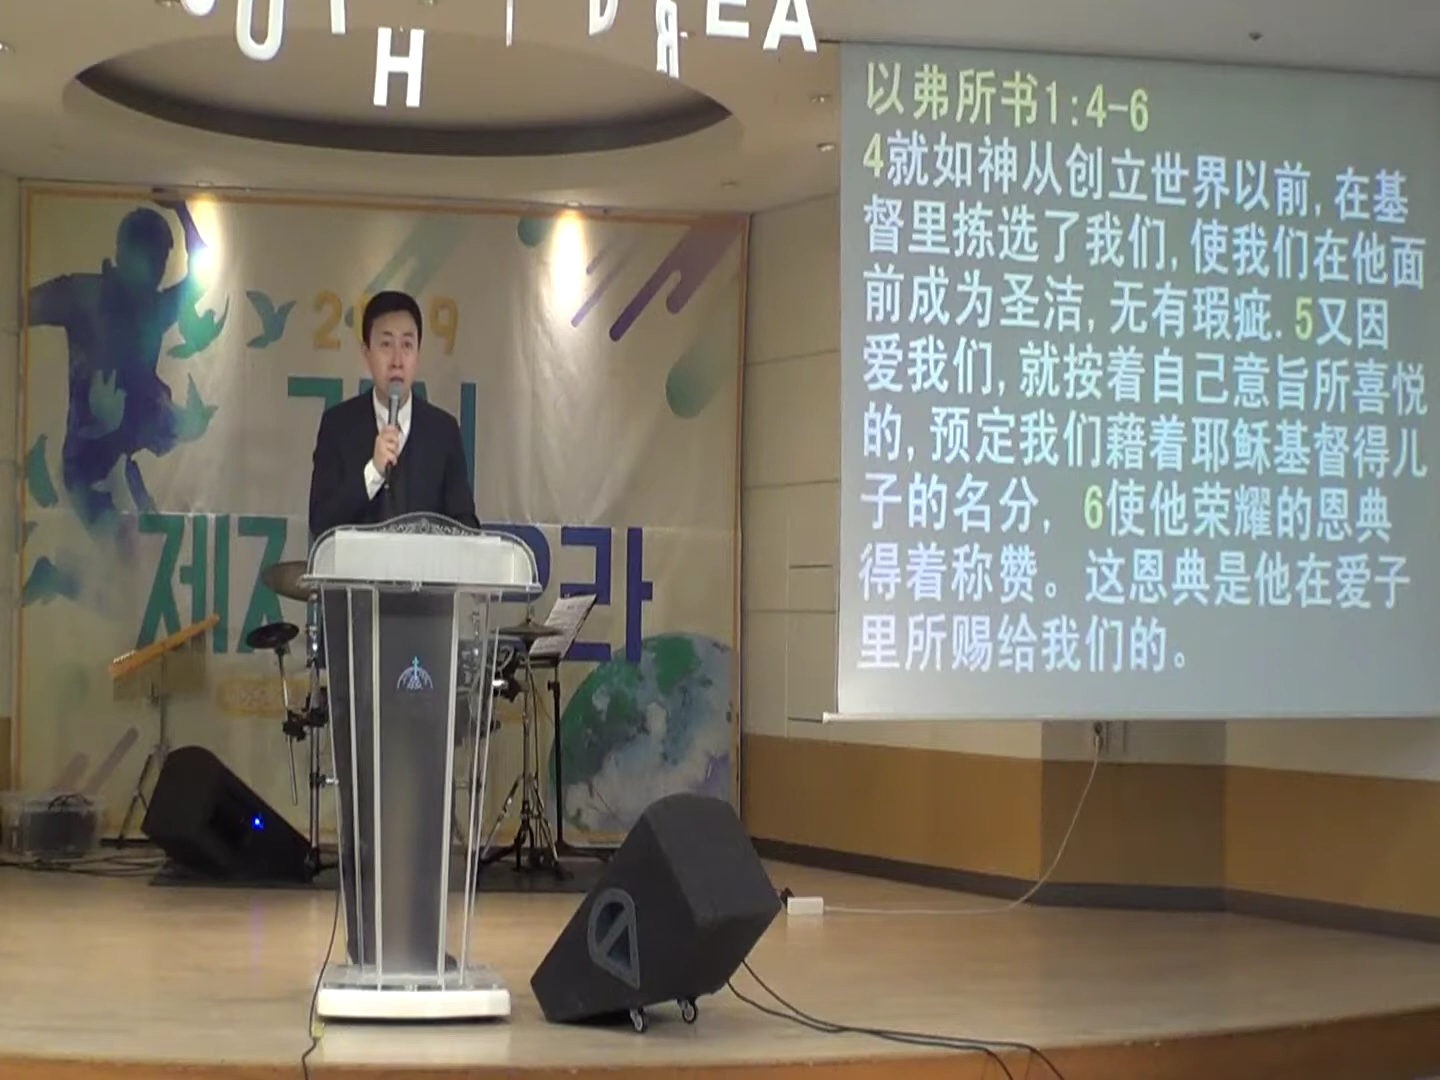 H
REA
以弗所书1:4-6
4就如神从创立世界以前,在基
督里拣选了我们,使我们在他面
前成为圣洁,无有瑕疵.5又因
爱我们,就按着自己意旨所喜悦
的,预定我们藉着耶稣基督得儿
子的名分, 6使他荣耀的恩典
得着称赞。这恩典是他在爱子
里所赐给我们的。